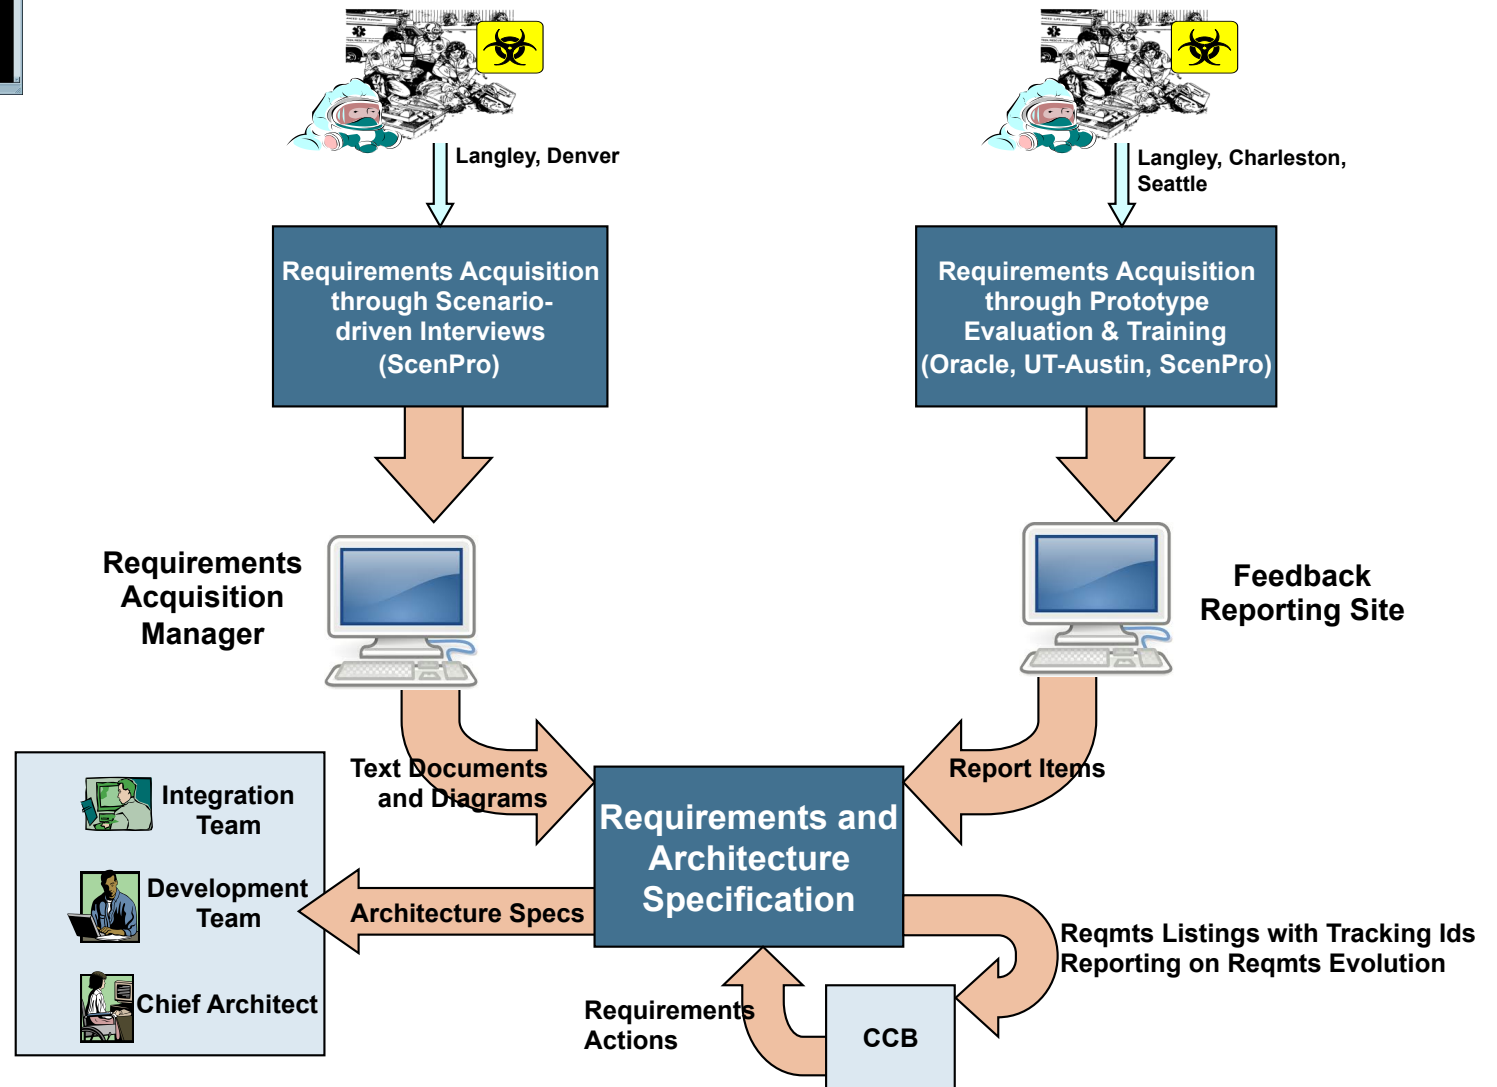 Langley, Denver
Langley, Charleston,
Seattle
Requirements Acquisition
through Scenario-
driven Interviews
(ScenPro)
Requirements Acquisition
through Prototype
Evaluation & Training
(Oracle, UT-Austin, ScenPro)
Requirements
Acquisition
Manager
Feedback
Reporting Site
Text Documents
and Diagrams
Report Items
Integration
Team
Development
Team
Chief Architect
Architecture Specs
Requirements and
Architecture
Specification
Reqmts Listings with Tracking Ids
Reporting on Reqmts Evolution
Requirements
Actions
CCB